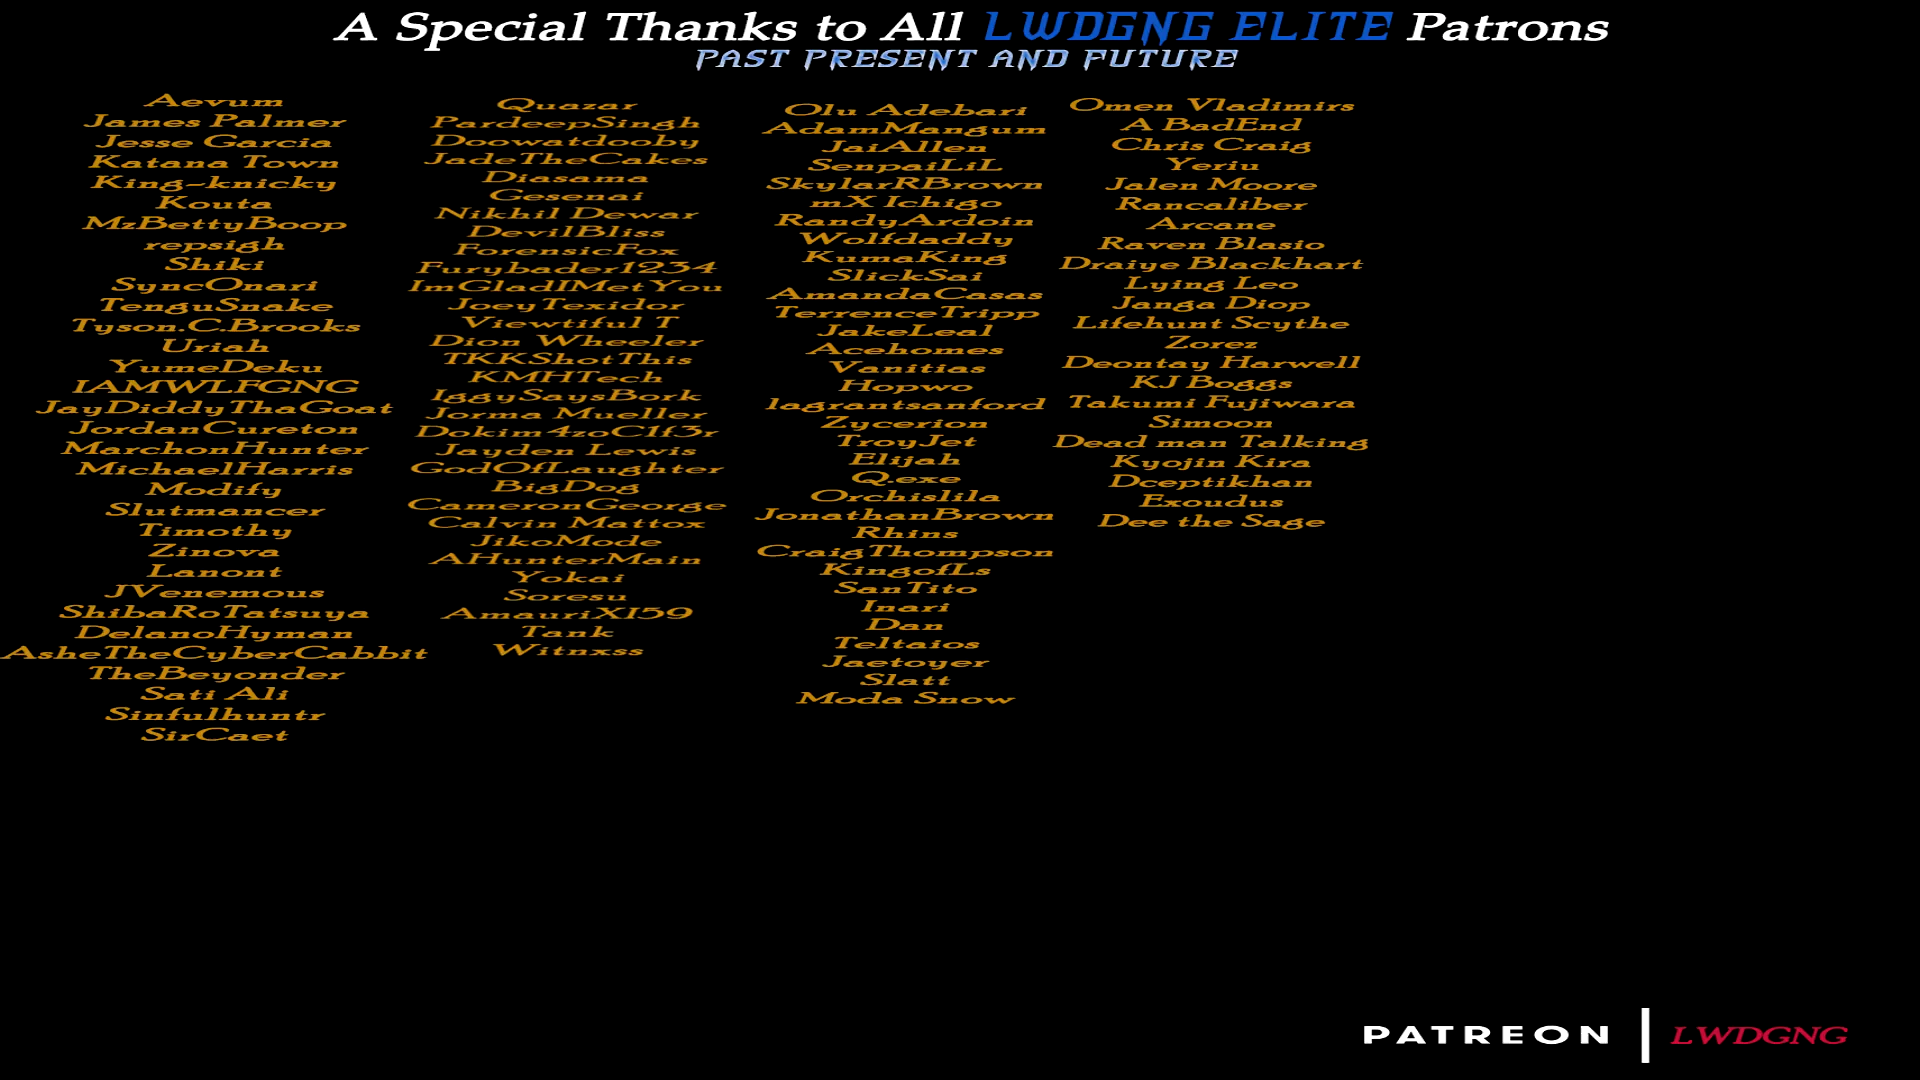 A Special Thanks to All LWDGNG ELITE Patrons
PAST PRESENT AND FUTURE
Aevum
James Palmer
Jesse Garcia
Katana Town
King-knicky
Kouta
MzBettyBoop
repsigh
Shiki
SyncOnari
TenguSnake
Tyson.C.Brooks
Uriah
YumeDeku
IAMWLFGNG
JayDiddyThaGoat
JordanCureton
MarchonHunter
MichaelHarris
Modify
Slutmancer
Timothy
Zinova
Lanont
JVenemous
ShibaRoTatsuya
DelanoHyman
AsheTheCyberCabbit
TheBeyonder
Sati Ali
Sinfulhuntr
SirCaet
Quazar
PardeepSingh
Doowatdooby
JadeTheCakes
Diasama
Gesenai
Nikhil Dewar
DevilBliss
ForensicFox
Furybader1234
ImGladIMetYou
JoeyTexidor
Viewtiful T
Dion Wheeler
TKKShotThis
KMHTech
IggySaysBork
Jorma Mueller
Dokim4zoC1f3r
Jayden Lewis
GodOfLaughter
BigDog
CameronGeorge
Calvin Mattox
JikoMode
AHunterMain
Yokai
Soresu
AmauriXI59
Tank
Witnxss
Olu Adebari
AdamMangum
JaiAllen
SenpaiLiL
SkylarRBrown
mX Ichigo
RandyArdoin
Wolfdaddy
KumaKing
SlickSai
AmandaCasas
TerrenceTripp
JakeLeal
Acehomes
Vanitias
Hopwo
lagrantsanford
Zycerion
TroyJet
Elijah
Q.exe
Orchislila
JonathanBrown
Rhins
CraigThompson
KingofLs
SanTito
Inari
Dan
Teltaios
Jaetoyer
Slatt
Moda Snow
Omen Vladimirs
A BadEnd
Chris Craig
Yeriu
Jalen Moore
Rancaliber
Arcane
Raven Blasio
Draiye Blackhart
Lying Leo
Janga Diop
Lifehunt Scythe
Zorez
Deontay Harwell
KJ Boggs
Takumi Fujiwara
Simoon
Dead man Talking
Kyojin Kira
Dceptikhan
Exoudus
Dee the Sage
PATREON | LWDGNG